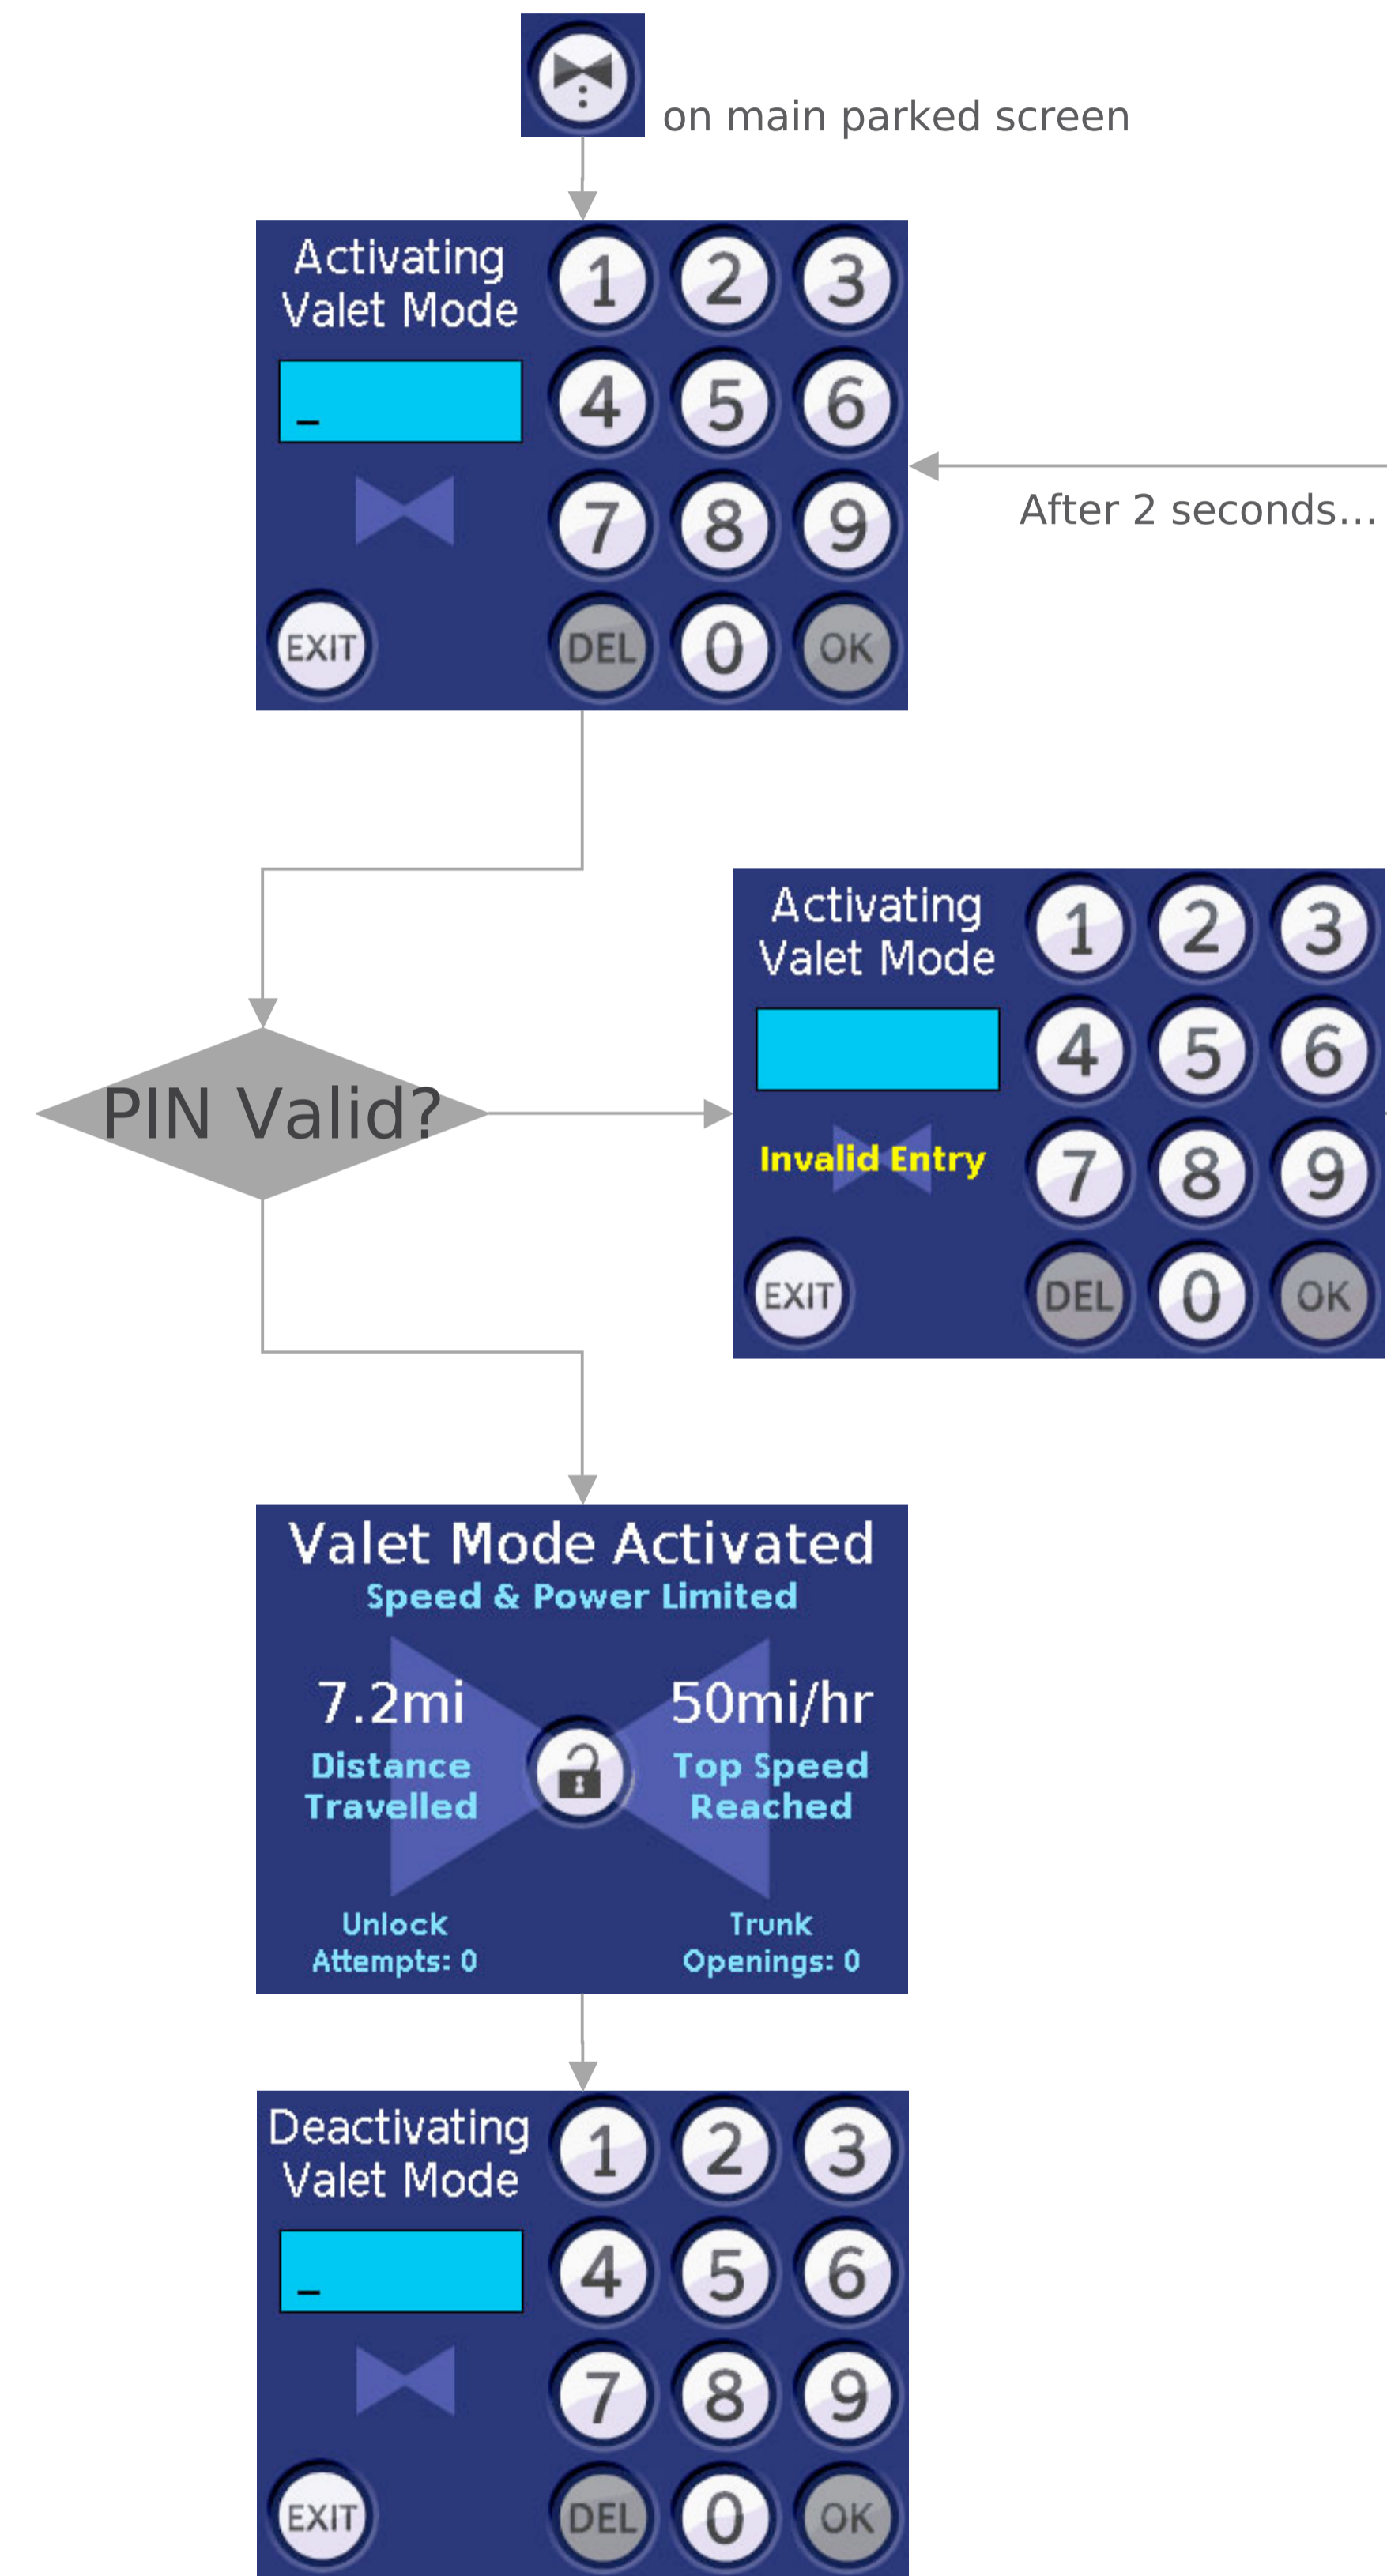 on main parked screen
Activating
Valet Mode
_
1 2 3
4 5 6
7 8 9
EXIT DEL 0 OK
After 2 seconds...
PIN Valid?
Activating
Valet Mode
Invalid Entry
1 2 3
4 5 6
7 8 9
EXIT DEL 0 OK
Valet Mode Activated
Speed & Power Limited
7.2mi
Distance
Travelled
50mi/hr
Top Speed
Reached
Unlock
Attempts: 0
Trunk
Openings: 0
Deactivating
Valet Mode
_
1 2 3
4 5 6
7 8 9
EXIT DEL 0 OK